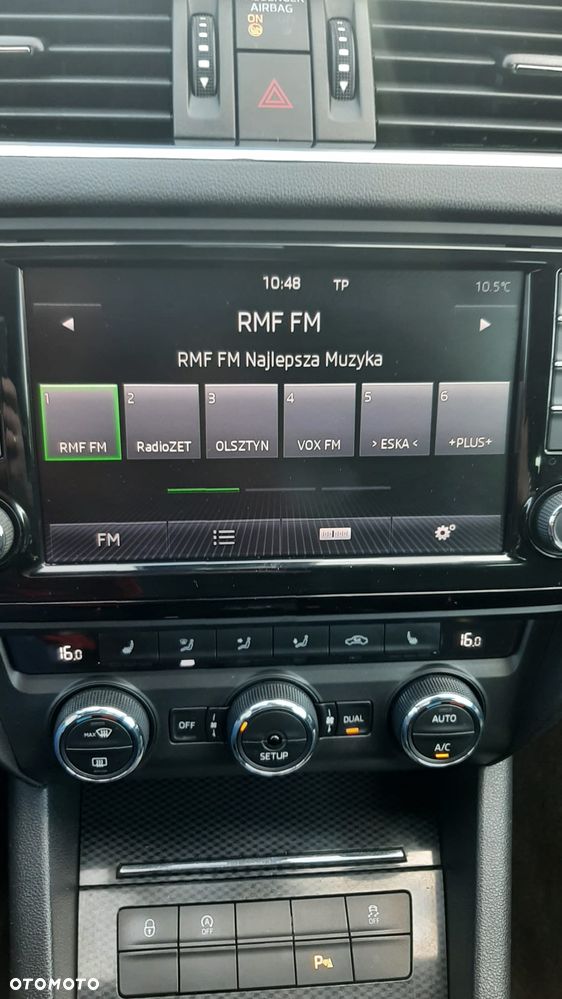 AIRBAG
ON
10:48 TP 10.5°C
RMF FM
RMF FM Najlepsza Muzyka
1 2 3 4 5 6
RMF FM RadioZET OLSZTYN VOX FM > ESKA < +PLUS+
FM
16.0 16.0
MAX OFF SETUP DUAL AUTO
A/C
OFF OFF
P
OTOMOTO